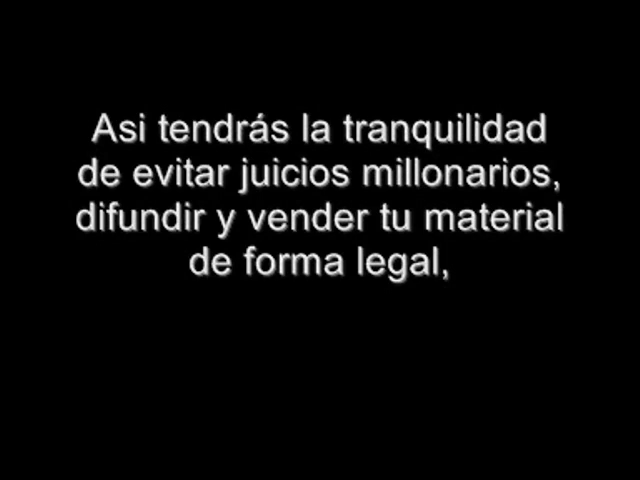 Asi tendrás la tranquilidad
de evitar juicios millonarios,
difundir y vender tu material
de forma legal,